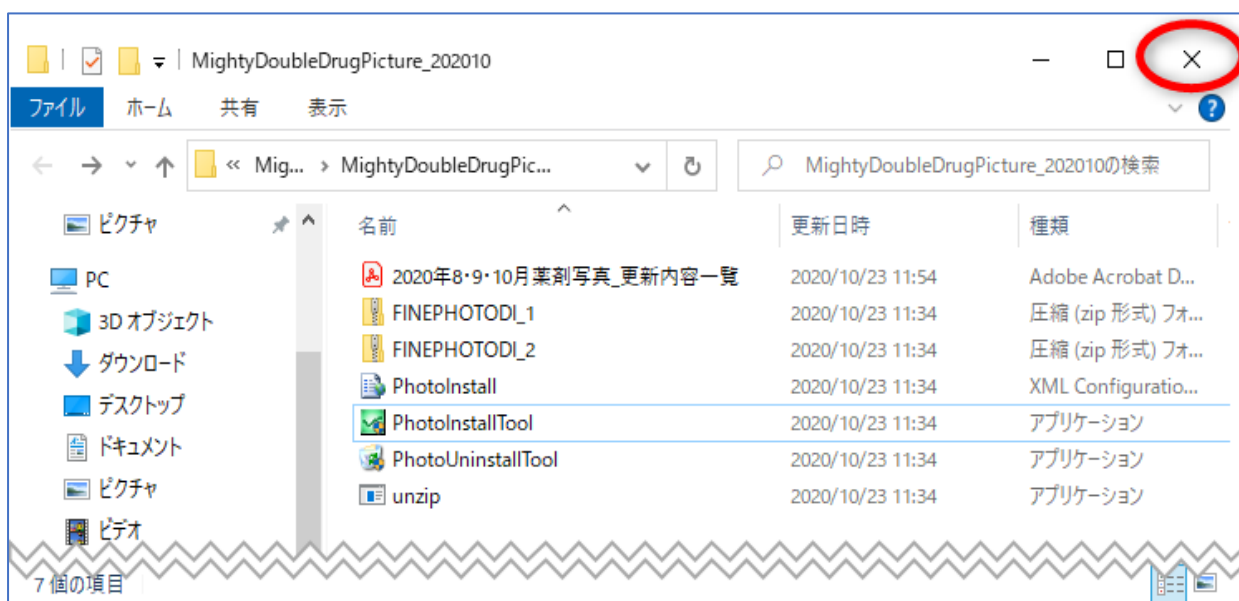 MightyDoubleDrugPicture_202010
ファイル ホーム 共有 表示
« Mig... › MightyDoubleDrugPic... MightyDoubleDrugPicture_202010の検索
ピクチャ 名前 更新日時 種類
PC 2020年8・9・10月薬剤写真_更新内容一覧 2020/10/23 11:54 Adobe Acrobat D...
3D オブジェクト FINEPHOTODI_1 2020/10/23 11:34 圧縮 (zip 形式) フォ...
ダウンロード FINEPHOTODI_2 2020/10/23 11:34 圧縮 (zip 形式) フォ...
デスクトップ PhotoInstall 2020/10/23 11:34 XML Configuratio...
PhotoInstallTool 2020/10/23 11:34 アプリケーション
ドキュメント PhotoUninstallTool 2020/10/23 11:34 アプリケーション
ピクチャ unzip 2020/10/23 11:34 アプリケーション
ビデオ
7 個の項目